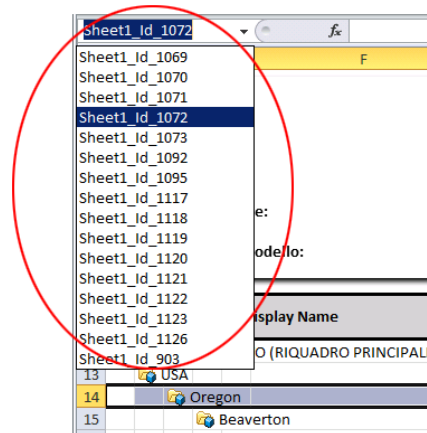 Sheet1_Id_1072 fx
F
Sheet1_Id_1069
Sheet1_Id_1070
Sheet1_Id_1071
Sheet1_Id_1072
Sheet1_Id_1073
Sheet1_Id_1092
Sheet1_Id_1095
Sheet1_Id_1117
Sheet1_Id_1118
Sheet1_Id_1119
Sheet1_Id_1120
Sheet1_Id_1121
Sheet1_Id_1122
Sheet1_Id_1123
Sheet1_Id_1126
Sheet1_Id_903
e:
odello:
isplay Name
O (RIQUADRO PRINCIPALE
13 USA
14 Oregon
15 Beaverton